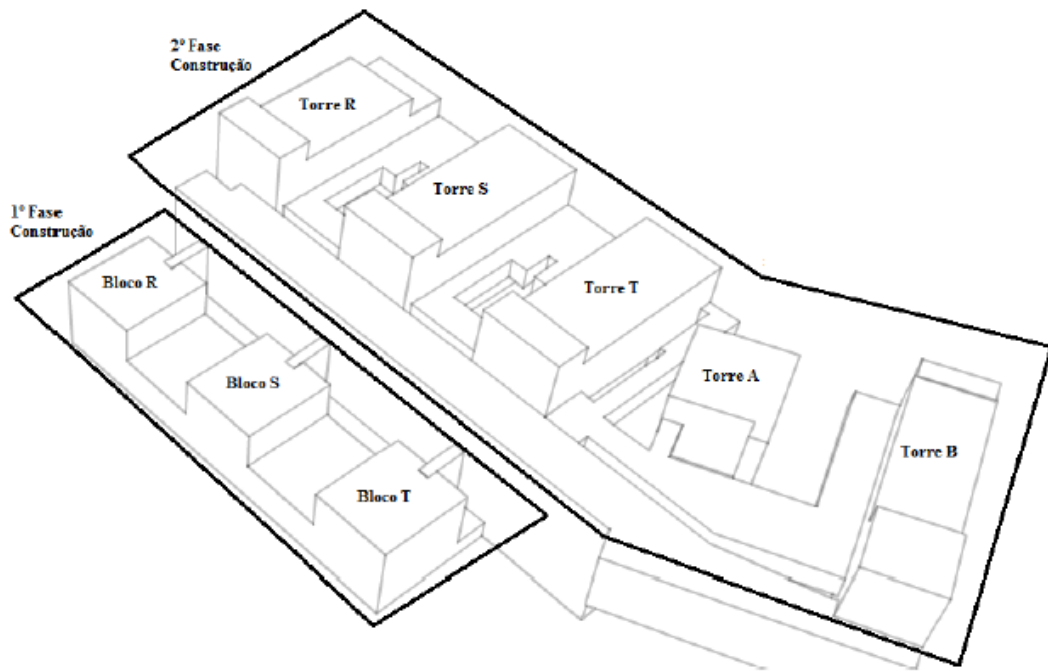 2º Fase
Construção
Torre R
Torre S
1º Fase
Construção
Bloco R
Torre T
Bloco S
Torre A
Torre B
Bloco T